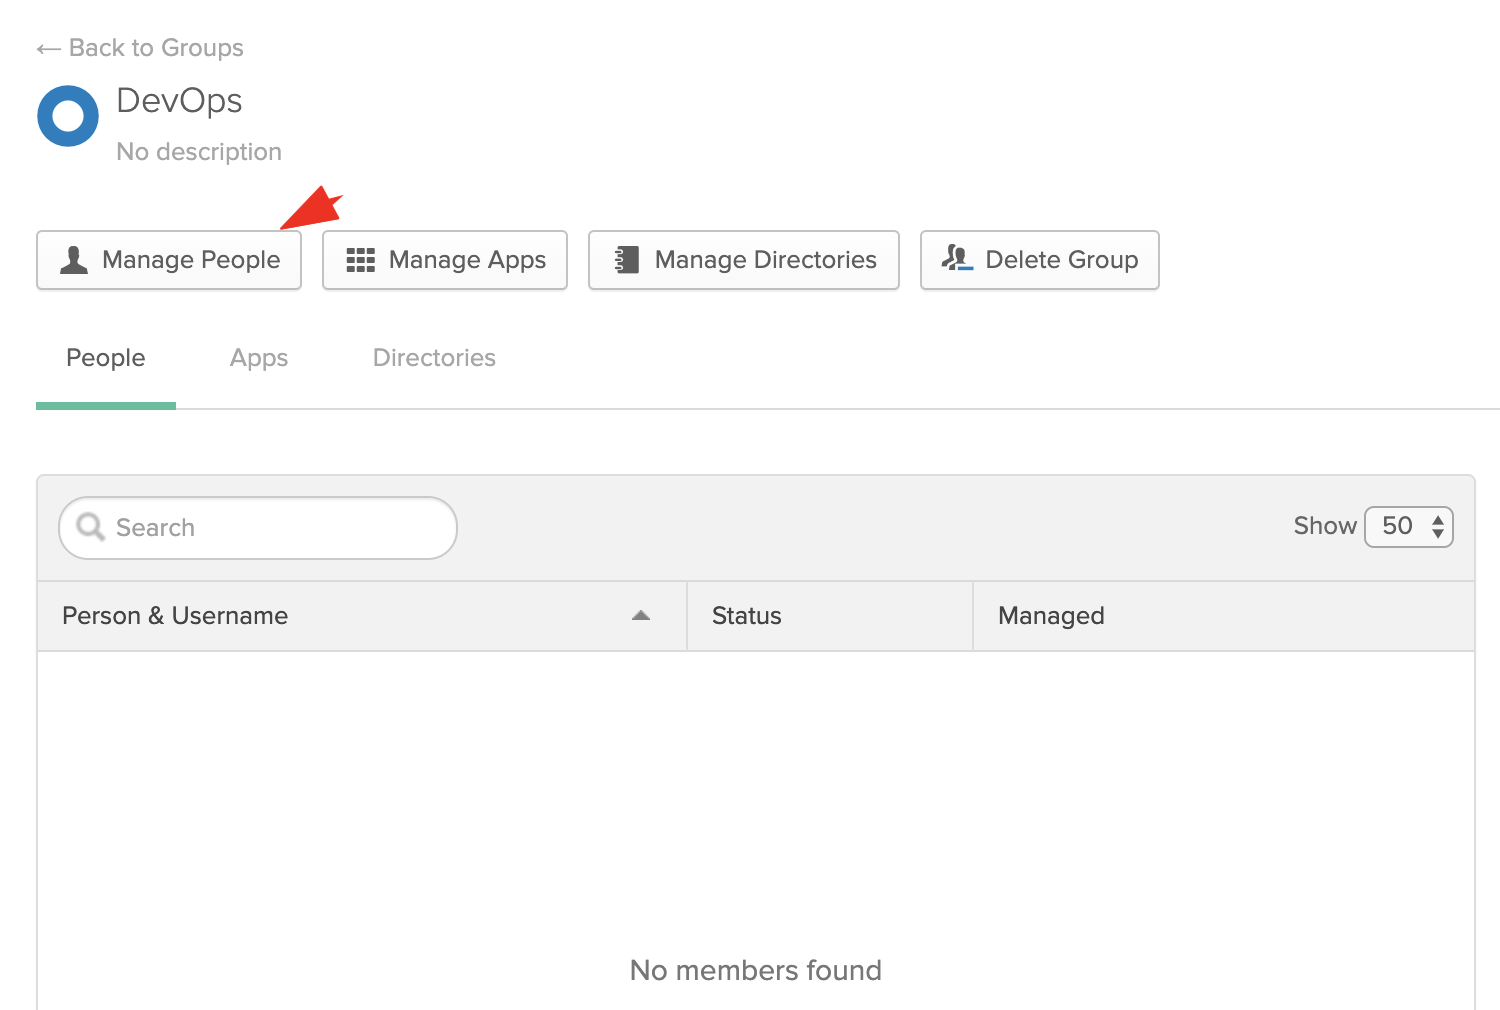 ← Back to Groups
DevOps
No description
Manage People
Manage Apps
Manage Directories
Delete Group
People
Apps
Directories
Search
Show 50
Person & Username
Status
Managed
No members found